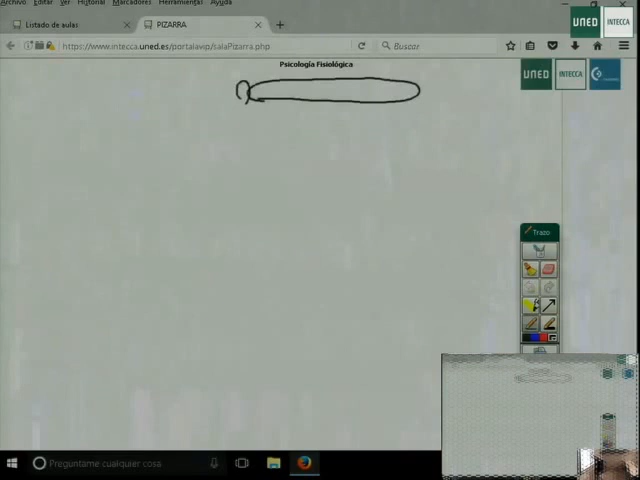 Archivo Editar Ver Historial Marcadores Herramientas Ayuda
Listado de aulas
PIZARRA
https://www.intecca.uned.es/portalavip/salaPizarra.php
Buscar
UNED INTECCA
Psicología Fisiológica
UNED INTECCA
Trazo
Pregúntame cualquier cosa